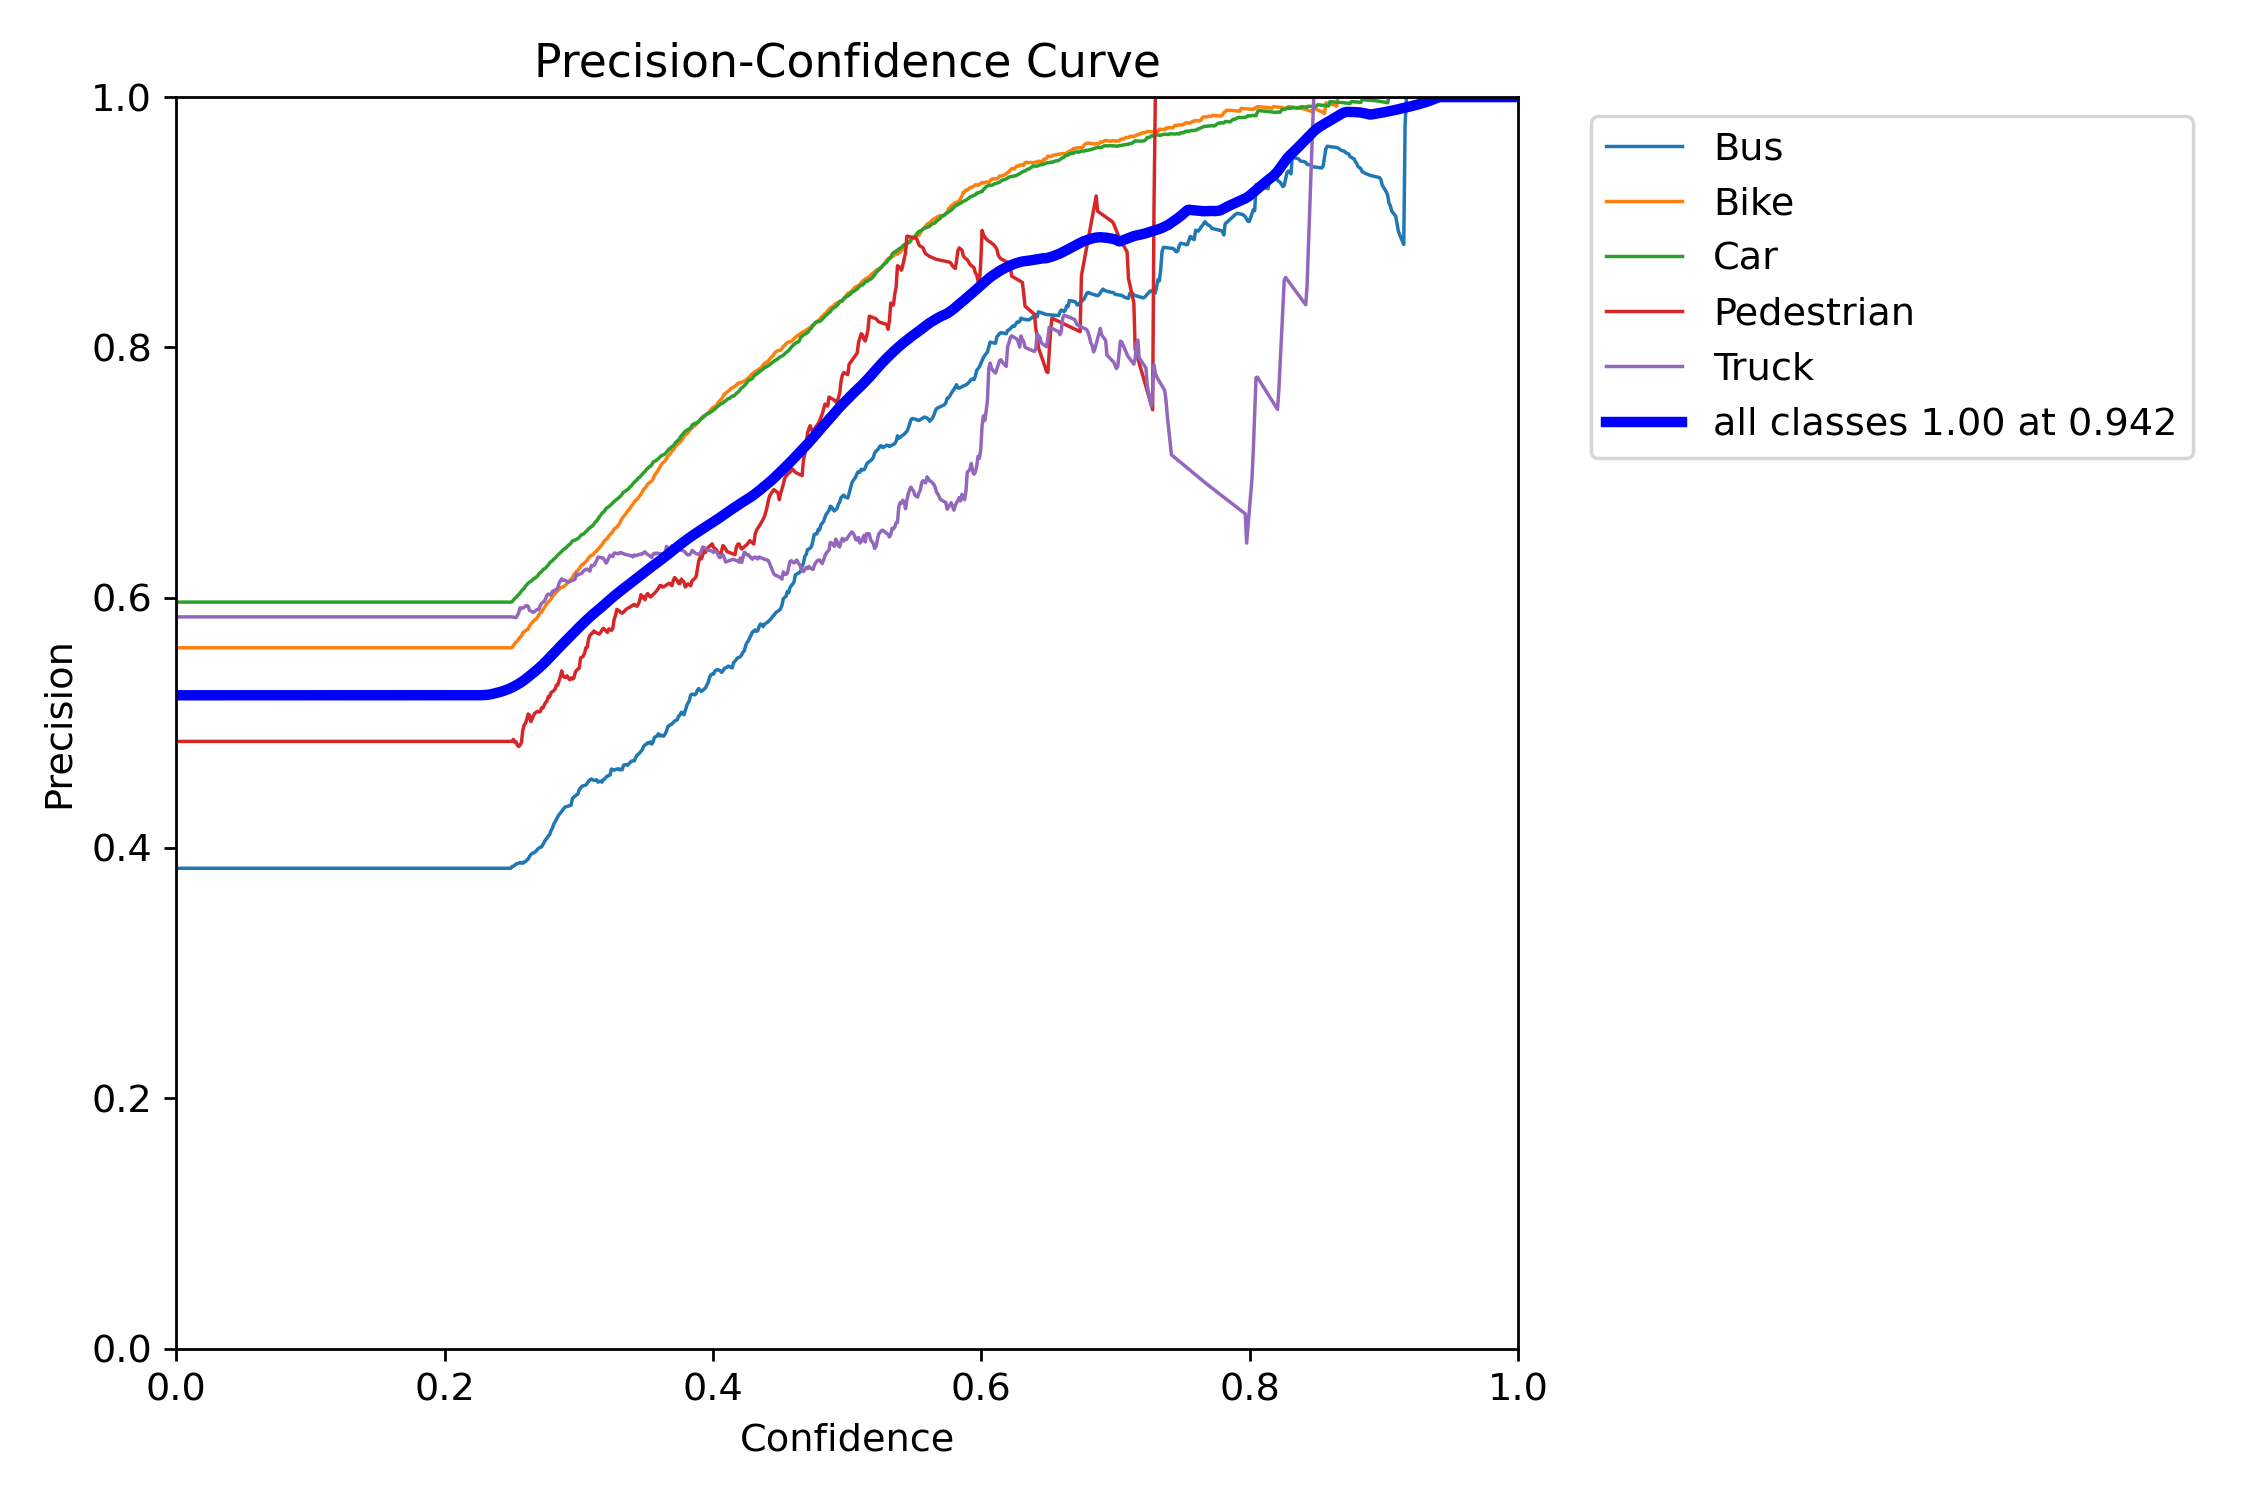 Precision-Confidence Curve
1.0
0.8
0.6
0.4
0.2
0.0
Precision
0.0 0.2 0.4 0.6 0.8 1.0
Confidence
Bus
Bike
Car
Pedestrian
Truck
all classes 1.00 at 0.942